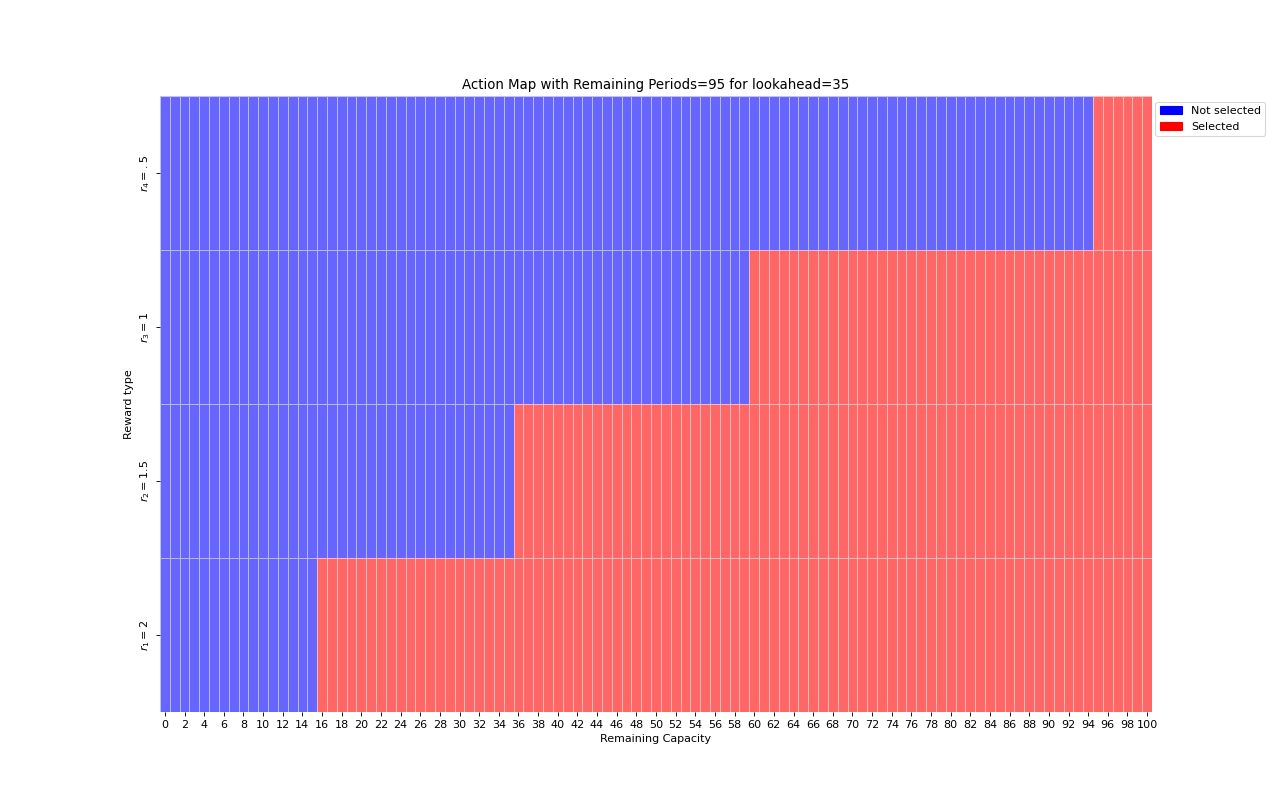 Action Map with Remaining Periods=95 for lookahead=35
Not selected
Selected
r₄ = .5
r₃ = 1
r₂ = 1.5
r₁ = 2
Reward type
0 2 4 6 8 10 12 14 16 18 20 22 24 26 28 30 32 34 36 38 40 42 44 46 48 50 52 54 56 58 60 62 64 66 68 70 72 74 76 78 80 82 84 86 88 90 92 94 96 98 100
Remaining Capacity